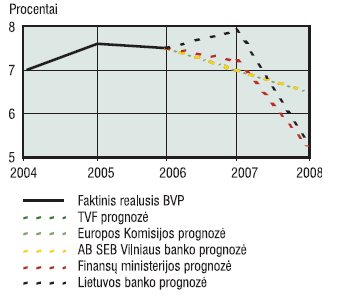 Procentai
8
7
6
5
2004 2005 2006 2007 2008
Faktinis realusis BVP
TVF prognozė
Europos Komisijos prognozė
AB SEB Vilniaus banko prognozė
Finansų ministerijos prognozė
Lietuvos banko prognozė